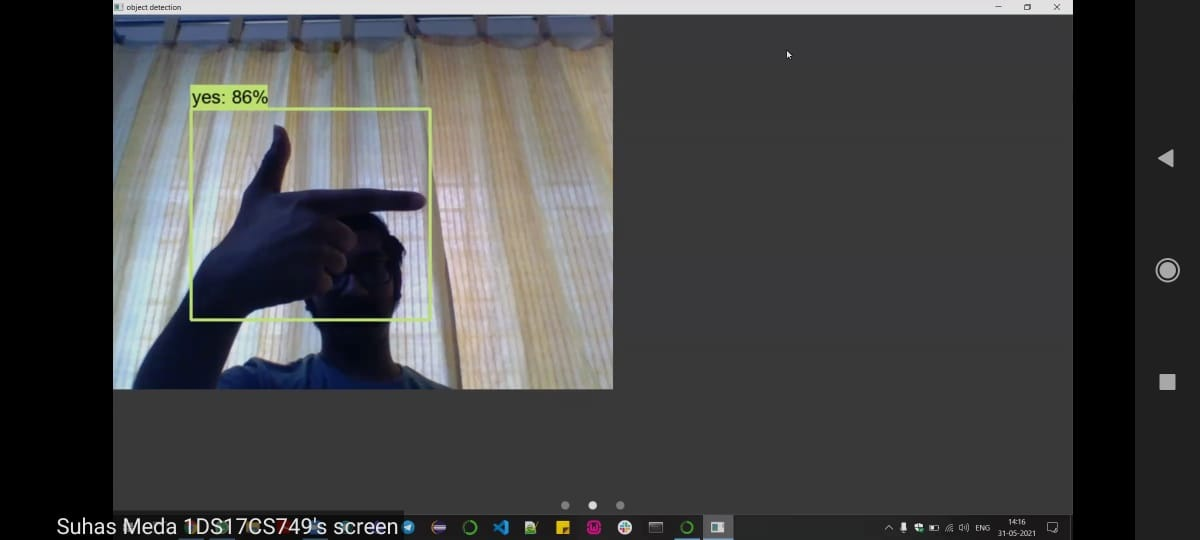 object detection
yes: 86%
Suhas Meda 1DS17CS749's screen
ENG
14:16
31-05-2021